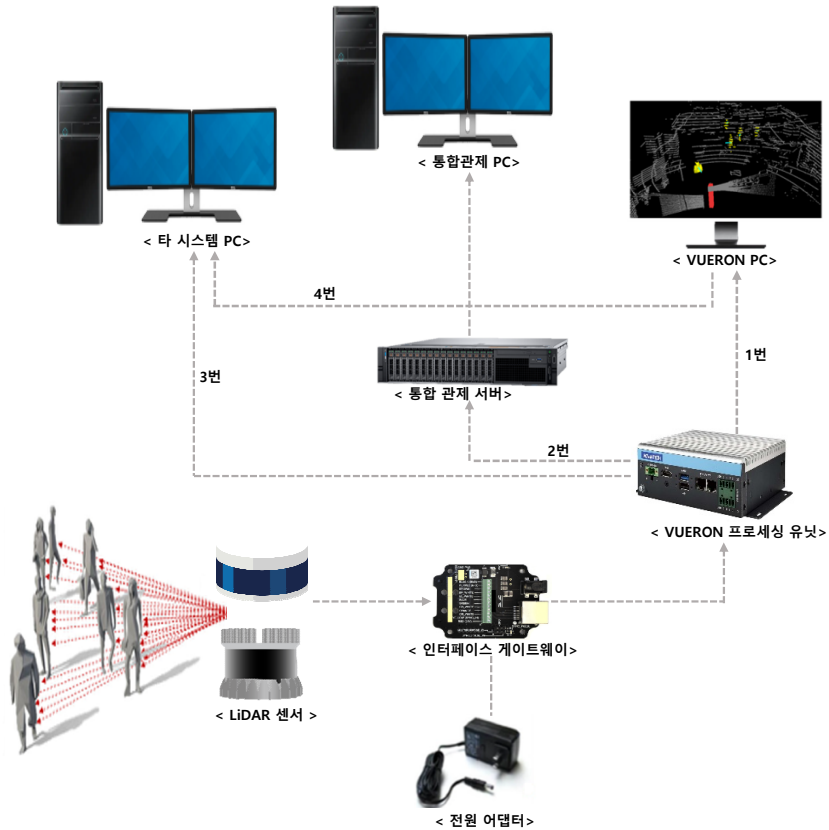 < 통합관제 PC>
< 타 시스템 PC>
< VUERON PC>
4번
1번
3번
< 통합 관제 서버>
2번
< VUERON 프로세싱 유닛>
< 인터페이스 게이트웨이>
< LiDAR 센서 >
< 전원 어댑터>